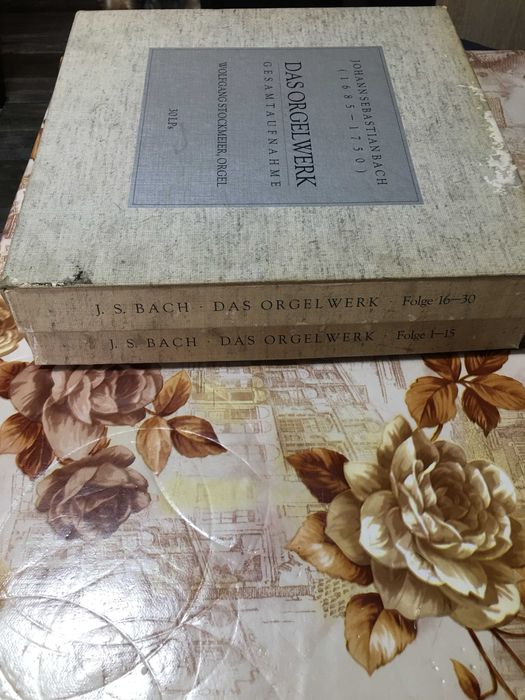 JOHANN SEBASTIAN BACH
(1685–1750)
DAS ORGELWERK
GESAMTAUFNAHME
WOLFGANG STOCKMEIER, ORGEL
30 LPs
J. S. BACH · DAS ORGELWERK · Folge 16–30
J. S. BACH · DAS ORGELWERK · Folge 1–15